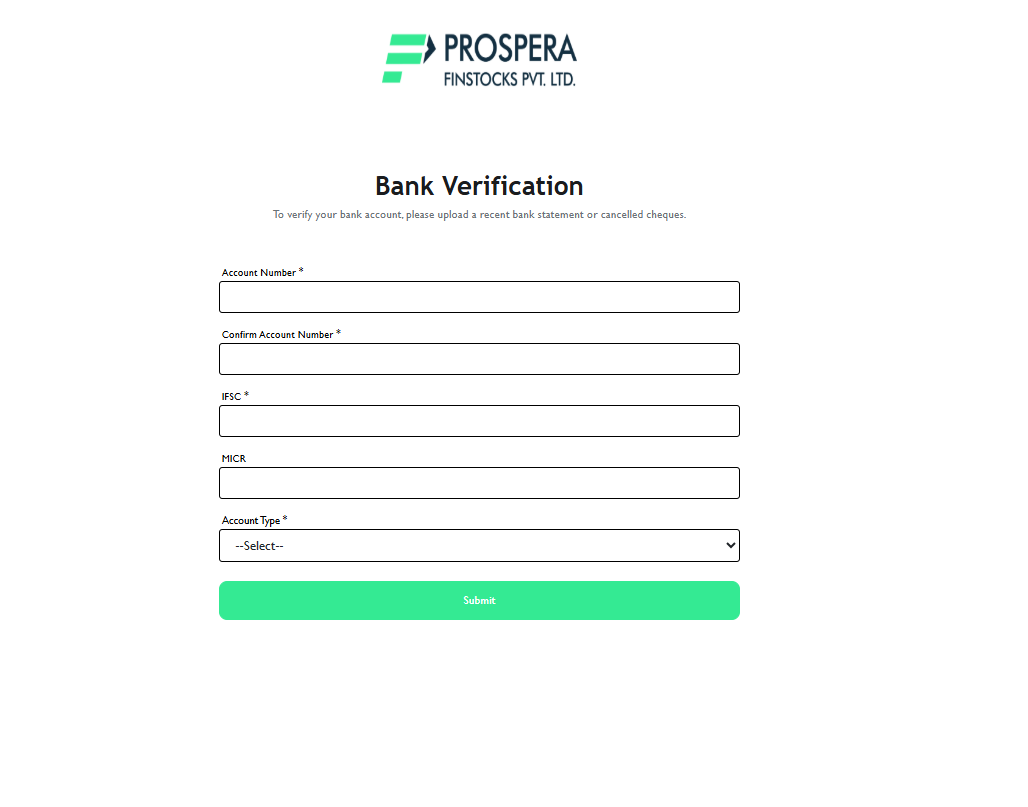 PROSPERA
FINSTOCKS PVT. LTD.
Bank Verification
To verify your bank account, please upload a recent bank statement or cancelled cheques.
Account Number *
Confirm Account Number *
IFSC *
MICR
Account Type *
--Select--
Submit